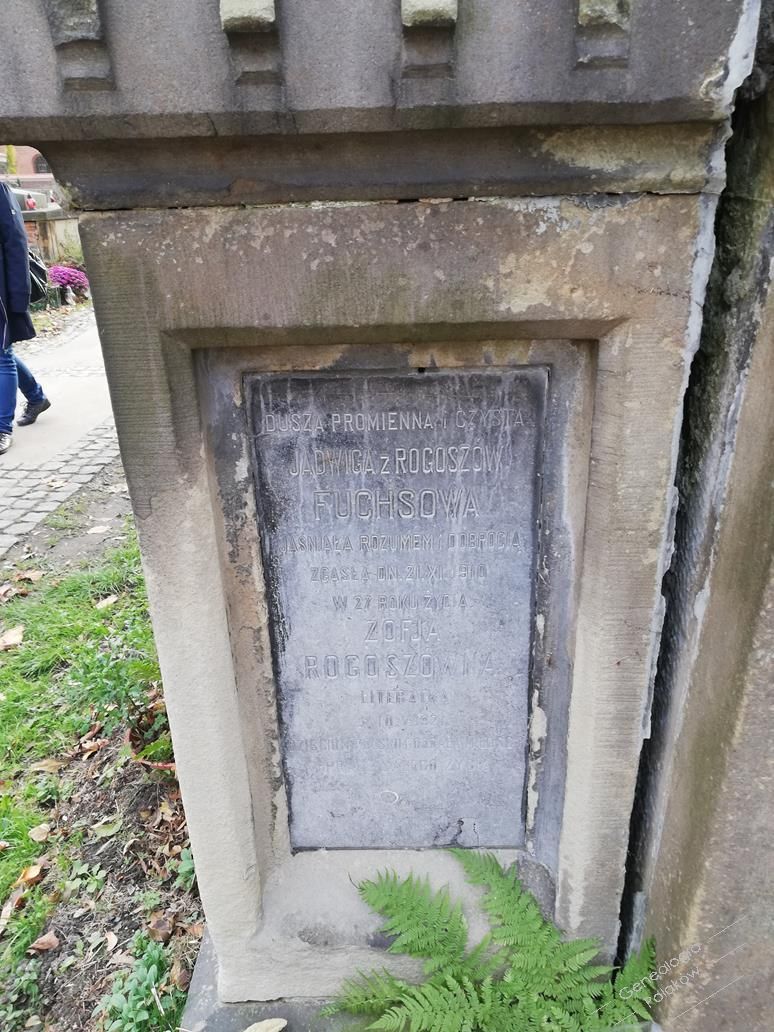 DUSZA PROMIENNA I CZYSTA
JADWIGA Z ROGOSZÓW
FUCHSOWA
JAŚNIAŁA ROZUMEM I DOBROCIĄ
ZGASŁA DN. 21.XI.1910
W 27 ROKU ŻYCIA.
ZOFJA
ROGOSZÓWNA
LITERATKA
Genealogia
Polaków